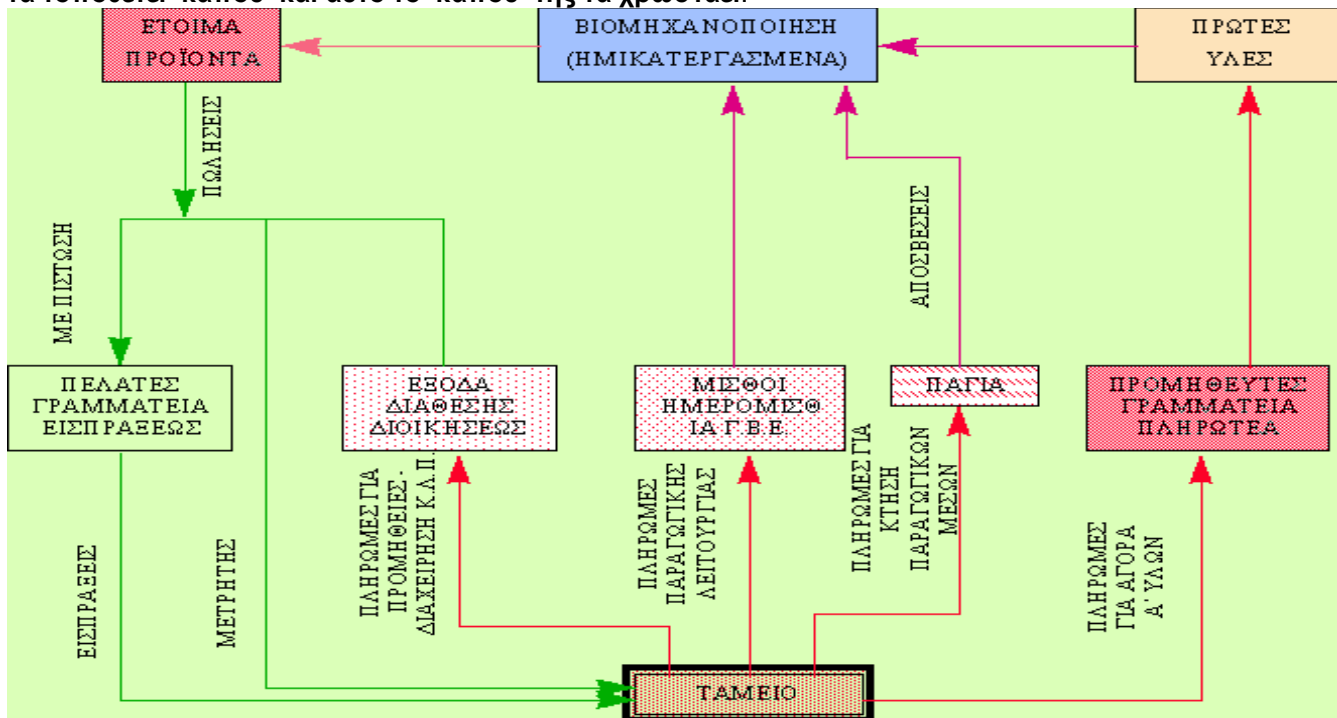 ΕΤΟΙΜΑ
ΠΡΟΪΟΝΤΑ
ΒΙΟΜΗΧΑΝΟΠΟΙΗΣΗ
(ΗΜΙΚΑΤΕΡΓΑΣΜΕΝΑ)
ΠΡΩΤΕΣ
ΥΛΕΣ
ΠΩΛΗΣΕΙΣ
ΜΕ ΠΙΣΤΩΣΗ
ΑΠΟΣΒΕΣΕΙΣ
ΠΕΛΑΤΕΣ
ΓΡΑΜΜΑΤΕΙΑ
ΕΙΣΠΡΑΞΕΩΣ
ΕΞΟΔΑ
ΔΙΑΘΕΣΗΣ
ΔΙΟΙΚΗΣΕΩΣ
ΜΙΣΘΟΙ
ΗΜΕΡΟΜΙΣΘ
ΙΑ Γ Β Ε
ΠΑΓΙΑ
ΠΡΟΜΗΘΕΥΤΕΣ
ΓΡΑΜΜΑΤΕΙΑ
ΠΛΗΡΩΤΕΑ
ΕΙΣΠΡΑΞΕΙΣ
ΜΕΤΡΗΤΗΣ
ΠΛΗΡΩΜΕΣ ΓΙΑ
ΠΡΟΜΗΘΕΙΕΣ-
ΔΙΑΧΕΙΡΗΣΗ Κ.Λ.Π.
ΠΛΗΡΩΜΕΣ
ΠΑΡΑΓΩΓΙΚΗΣ
ΛΕΙΤΟΥΡΓΙΑΣ
ΠΛΗΡΩΜΕΣ ΓΙΑ
ΚΤΗΣΗ
ΠΑΡΑΓΩΓΙΚΩΝ
ΜΕΣΩΝ
ΠΛΗΡΩΜΕΣ
ΓΙΑ ΑΓΟΡΑ
Α' ΥΛΩΝ
ΤΑΜΕΙΟ